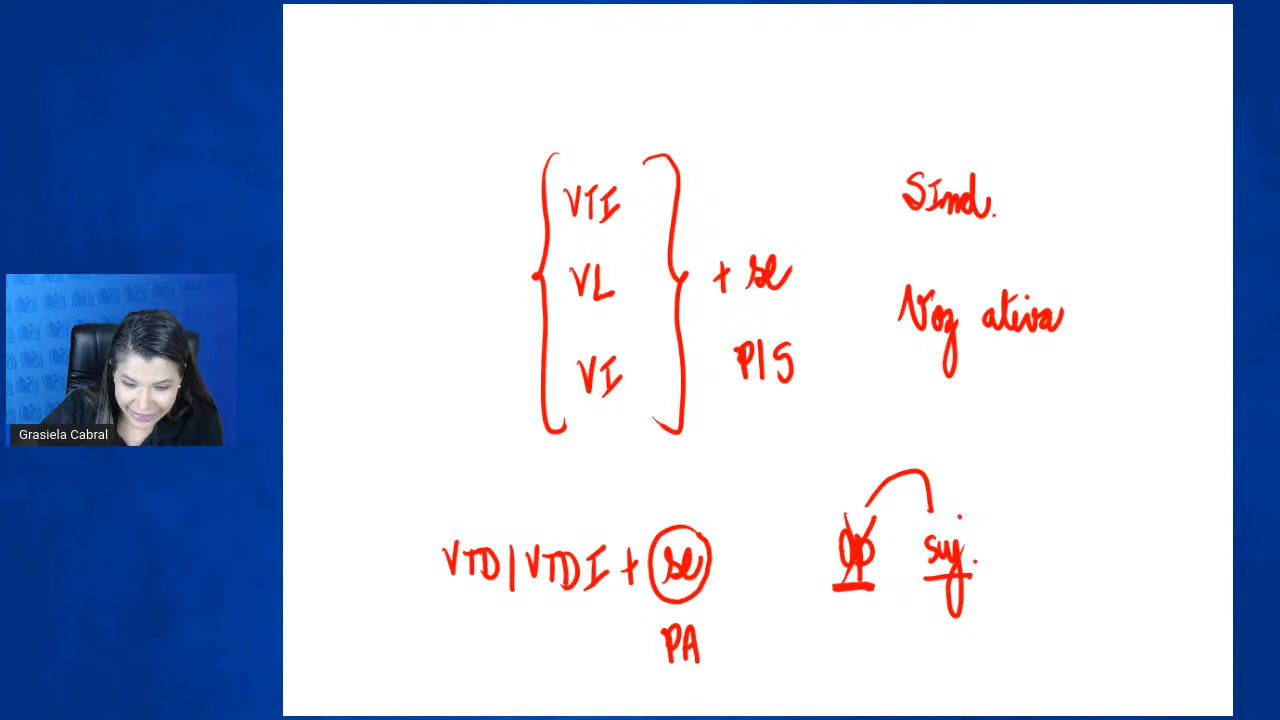 VTI
VL
VI
+ se
PIS
SInd.
Voz ativa
Grasiela Cabral
VTD|VTDI + se
PA
OD suj.